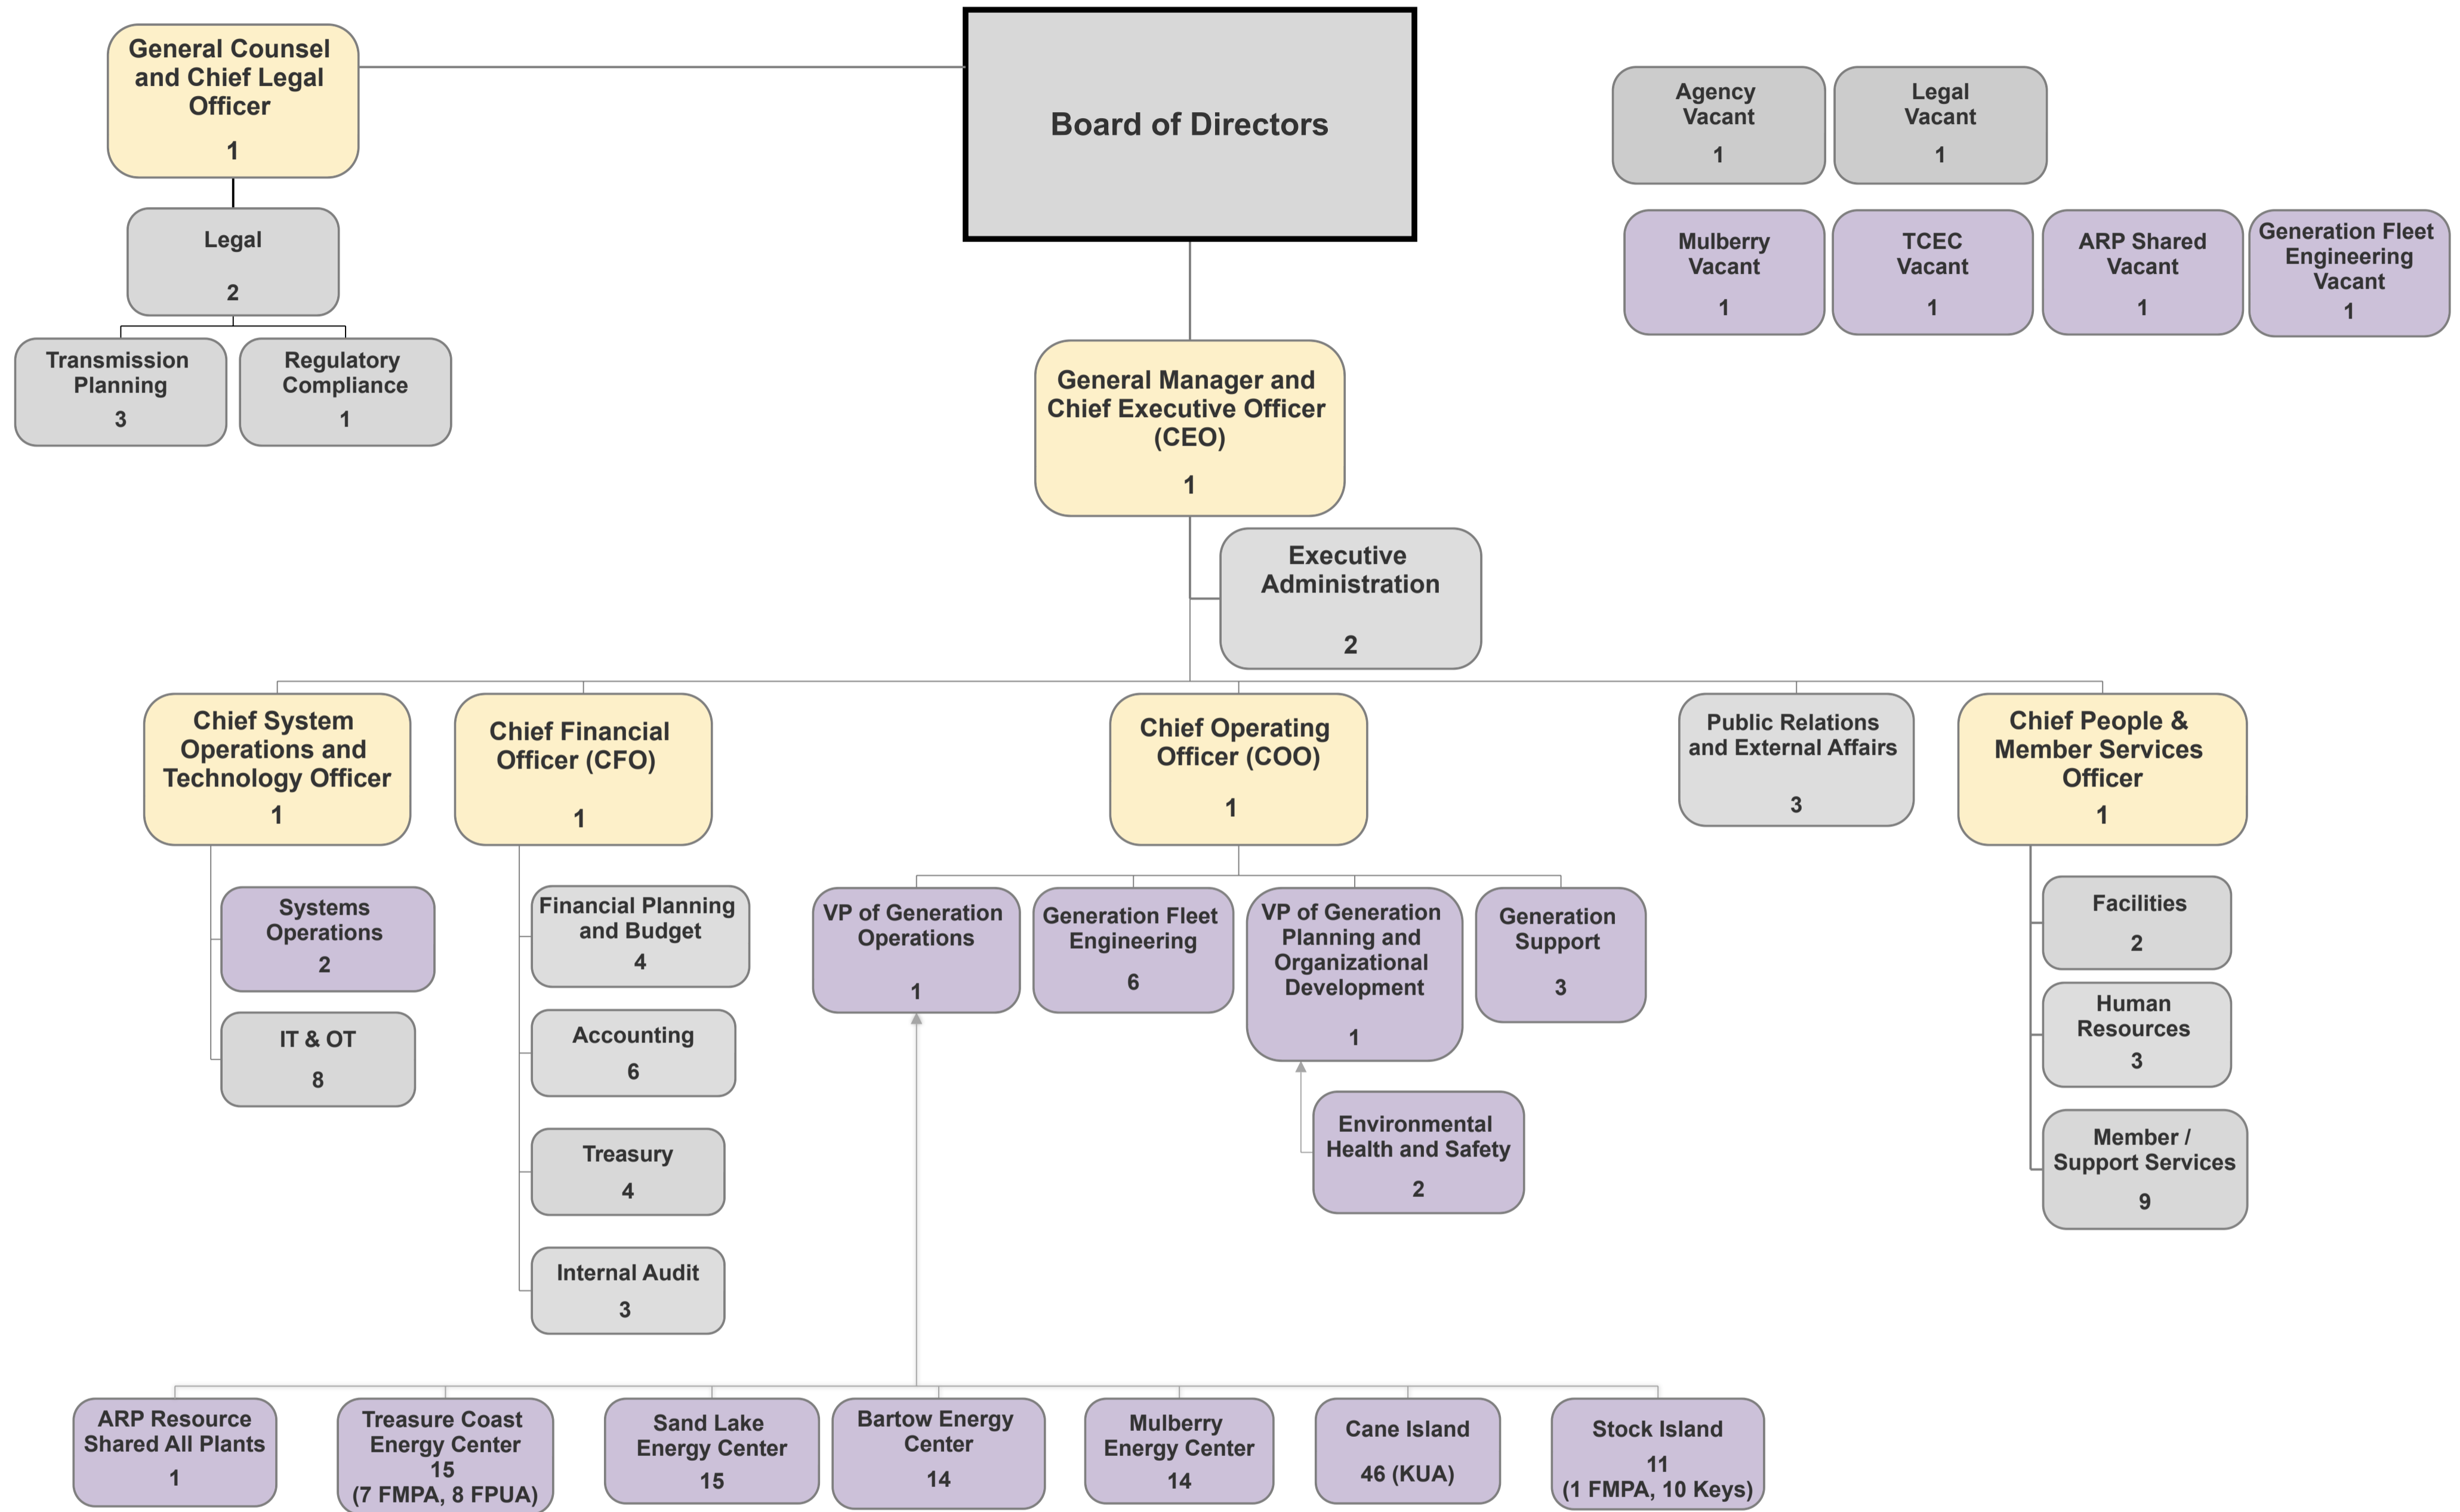 General Counsel
and Chief Legal
Officer
1
Legal
2
Transmission
Planning
3
Regulatory
Compliance
1
Board of Directors
Agency
Vacant
1
Legal
Vacant
1
Mulberry
Vacant
1
TCEC
Vacant
1
ARP Shared
Vacant
1
Generation Fleet
Engineering
Vacant
1
General Manager and
Chief Executive Officer
(CEO)
1
Executive
Administration
2
Chief System
Operations and
Technology Officer
1
Chief Financial
Officer (CFO)
1
Chief Operating
Officer (COO)
1
Public Relations
and External Affairs
3
Chief People &
Member Services
Officer
1
Systems
Operations
2
IT & OT
8
Financial Planning
and Budget
4
Accounting
6
Treasury
4
Internal Audit
3
VP of Generation
Operations
1
Generation Fleet
Engineering
6
VP of Generation
Planning and
Organizational
Development
1
Generation
Support
3
Environmental
Health and Safety
2
Facilities
2
Human
Resources
3
Member /
Support Services
9
ARP Resource
Shared All Plants
1
Treasure Coast
Energy Center
15
(7 FMPA, 8 FPUA)
Sand Lake
Energy Center
15
Bartow Energy
Center
14
Mulberry
Energy Center
14
Cane Island
46 (KUA)
Stock Island
11
(1 FMPA, 10 Keys)